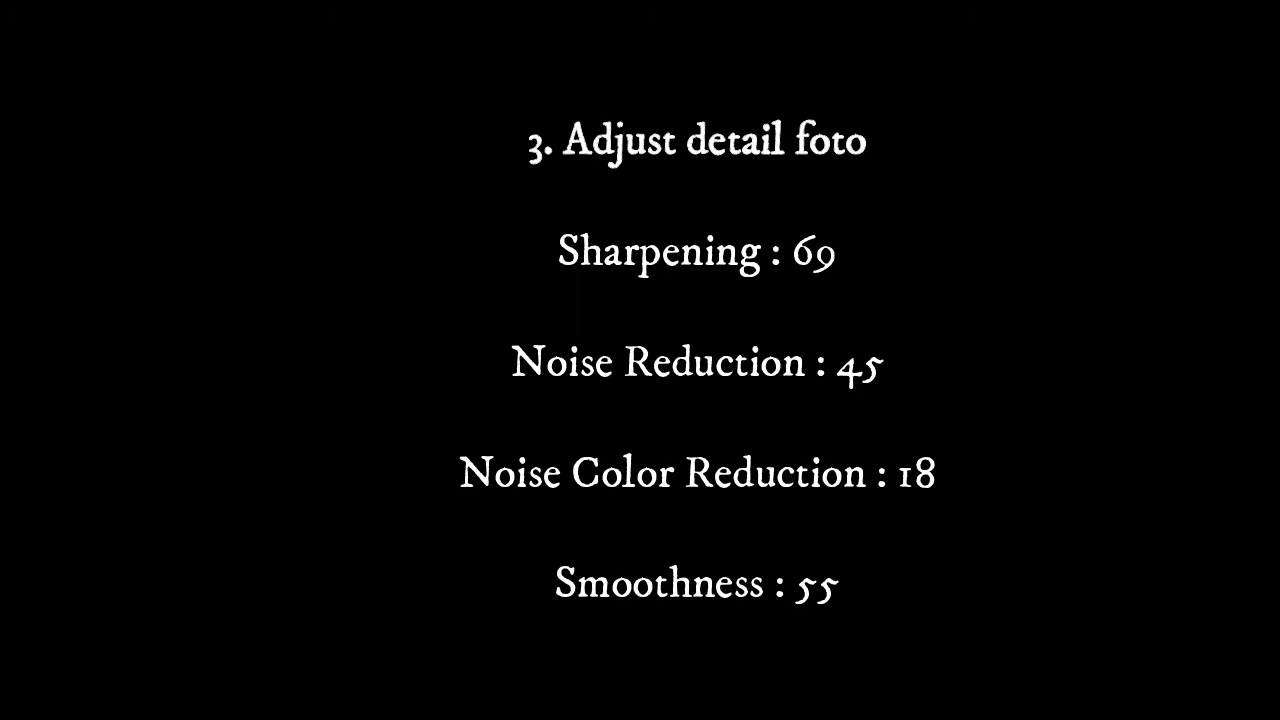 3. Adjust detail foto
Sharpening : 69
Noise Reduction : 45
Noise Color Reduction : 18
Smoothness : 55